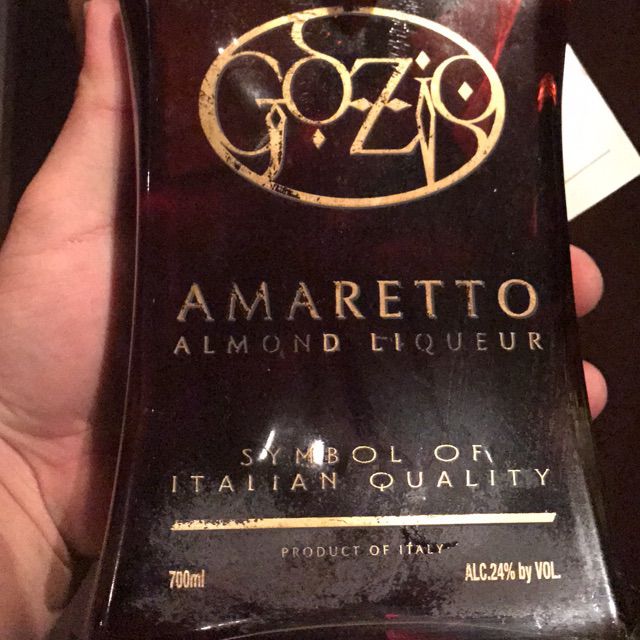 GOZIO
AMARETTO
ALMOND LIQUEUR
SYMBOL OF
ITALIAN QUALITY
PRODUCT OF ITALY
700ml ALC.24% by VOL.